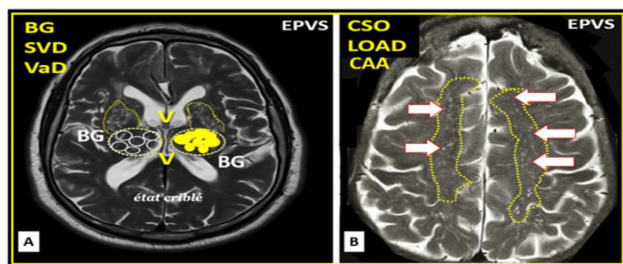 BG
SVD
VaD
EPVS
V
BG
V
BG
état criblé
A
CSO
LOAD
CAA
EPVS
B